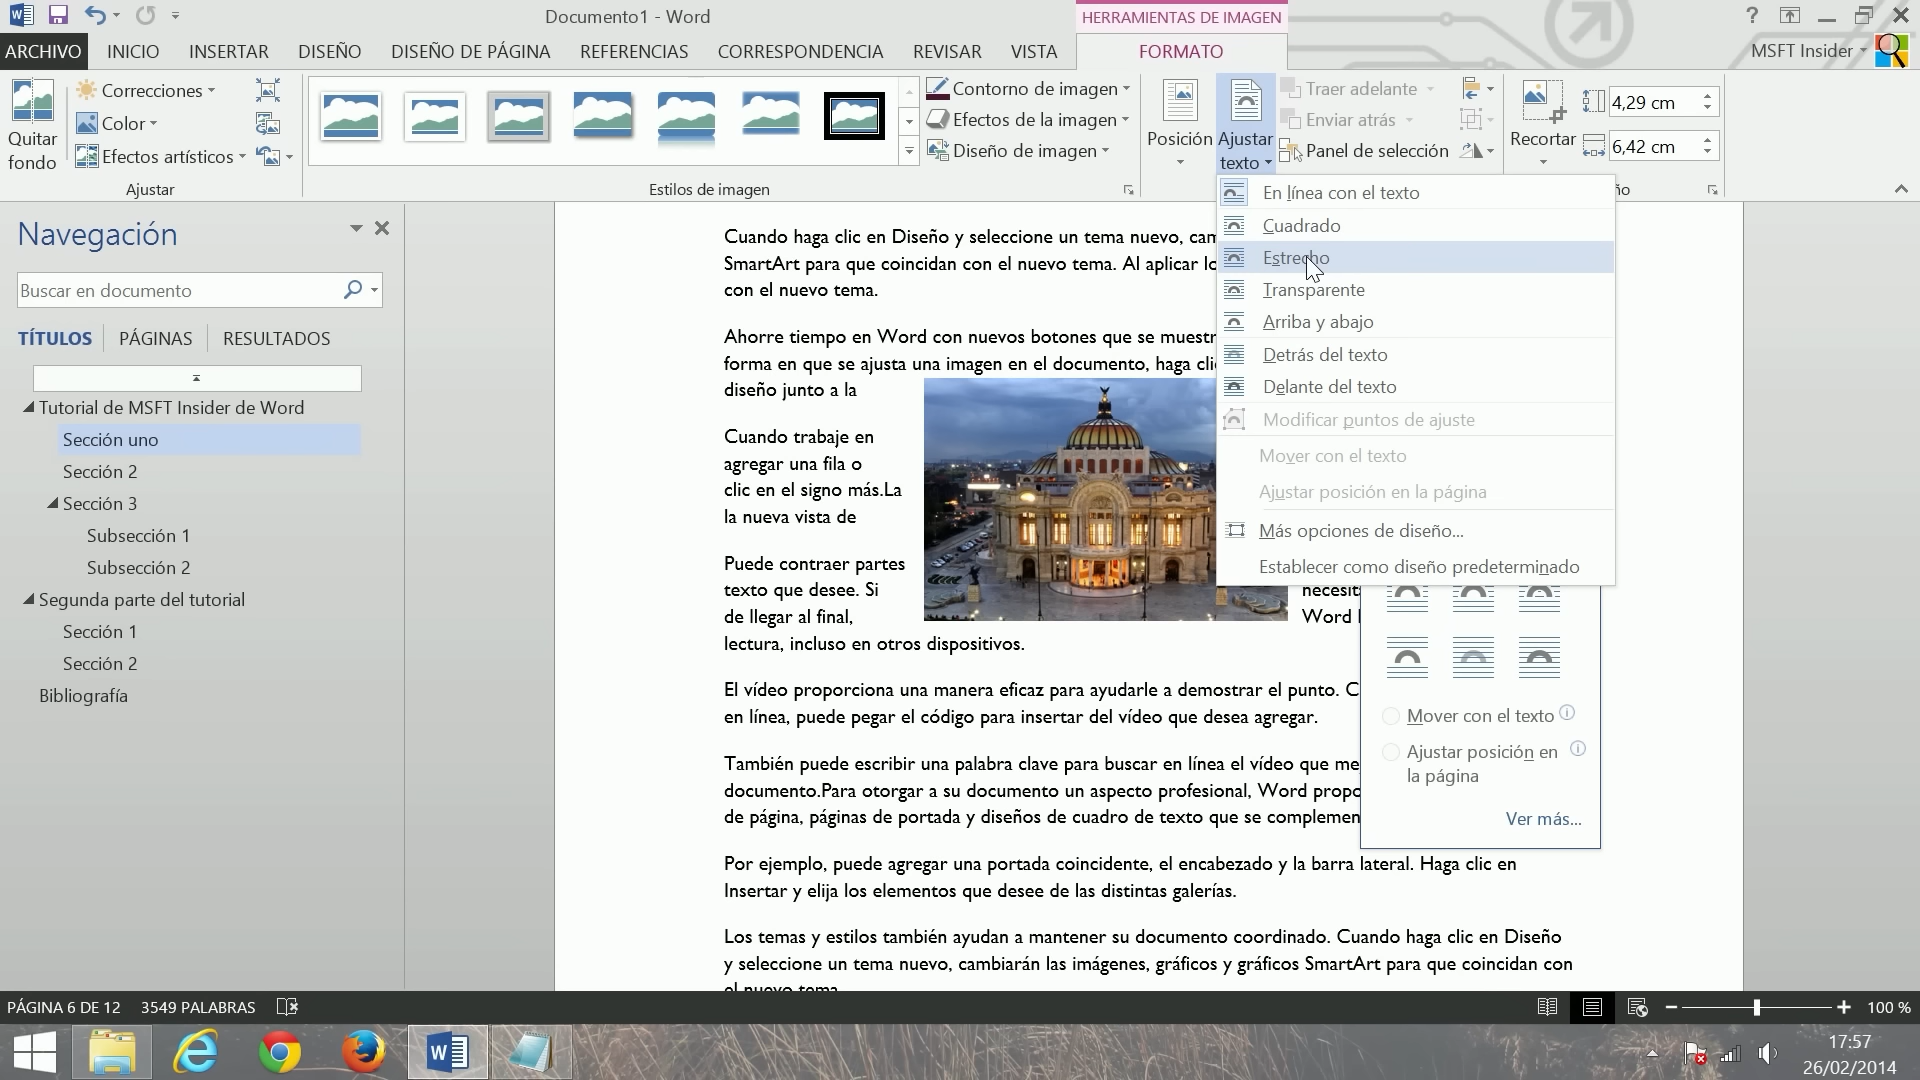 Documento1 - Word
HERRAMIENTAS DE IMAGEN
?
ARCHIVO
INICIO
INSERTAR
DISEÑO
DISEÑO DE PÁGINA
REFERENCIAS
CORRESPONDENCIA
REVISAR
VISTA
FORMATO
MSFT Insider
Quitar
fondo
Correcciones
Color
Efectos artísticos
Ajustar
Estilos de imagen
Contorno de imagen
Efectos de la imagen
Diseño de imagen
Posición
Ajustar
texto
Traer adelante
Enviar atrás
Panel de selección
Recortar
4,29 cm
6,42 cm
ño
En línea con el texto
Cuadrado
Estrecho
Transparente
Arriba y abajo
Detrás del texto
Delante del texto
Modificar puntos de ajuste
Mover con el texto
Ajustar posición en la página
Más opciones de diseño...
Establecer como diseño predeterminado
Navegación
Buscar en documento
TÍTULOS
PÁGINAS
RESULTADOS
Tutorial de MSFT Insider de Word
Sección uno
Sección 2
Sección 3
Subsección 1
Subsección 2
Segunda parte del tutorial
Sección 1
Sección 2
Bibliografía
Cuando haga clic en Diseño y seleccione un tema nuevo, cam
SmartArt para que coincidan con el nuevo tema. Al aplicar lo
con el nuevo tema.
Ahorre tiempo en Word con nuevos botones que se muestr
forma en que se ajusta una imagen en el documento, haga cli
diseño junto a la
Cuando trabaje en
agregar una fila o
clic en el signo más.La
la nueva vista de
Puede contraer partes
texto que desee. Si necesit
de llegar al final, Word
lectura, incluso en otros dispositivos.
El vídeo proporciona una manera eficaz para ayudarle a demostrar el punto. C
en línea, puede pegar el código para insertar del vídeo que desea agregar.
También puede escribir una palabra clave para buscar en línea el vídeo que me
documento.Para otorgar a su documento un aspecto profesional, Word propo
de página, páginas de portada y diseños de cuadro de texto que se complemen
Por ejemplo, puede agregar una portada coincidente, el encabezado y la barra lateral. Haga clic en
Insertar y elija los elementos que desee de las distintas galerías.
Los temas y estilos también ayudan a mantener su documento coordinado. Cuando haga clic en Diseño
y seleccione un tema nuevo, cambiarán las imágenes, gráficos y gráficos SmartArt para que coincidan con
el nuevo tema
Mover con el texto
Ajustar posición en
la página
Ver más...
PÁGINA 6 DE 12
3549 PALABRAS
100 %
17:57
26/02/2014